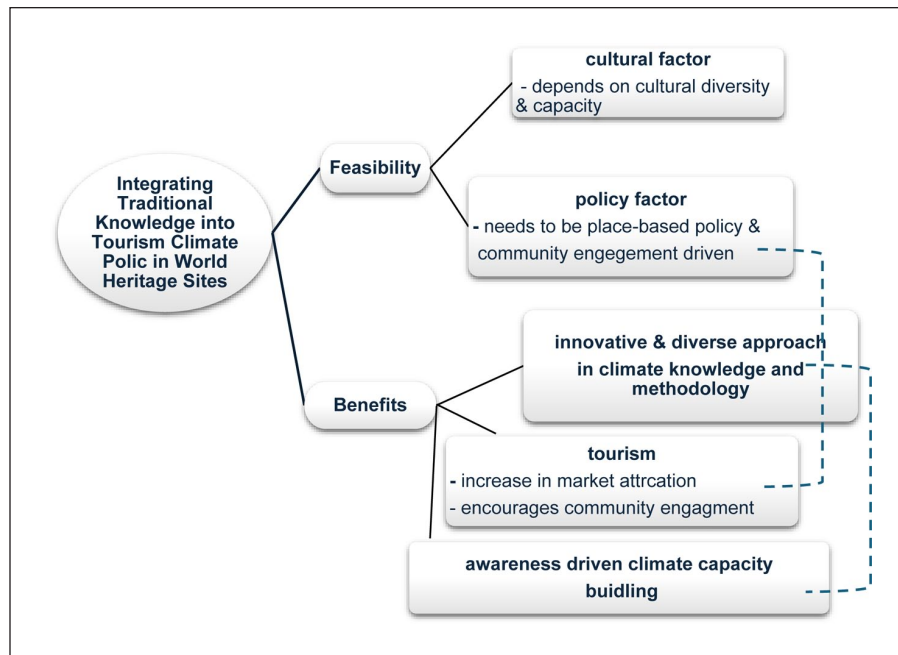 Integrating
Traditional
Knowledge into
Tourism Climate
Polic in World
Heritage Sites
Feasibility
cultural factor
- depends on cultural diversity
& capacity
policy factor
- needs to be place-based policy &
community engegement driven
Benefits
innovative & diverse approach
in climate knowledge and
methodology
tourism
- increase in market attrcation
- encourages community engagment
awareness driven climate capacity
buidling